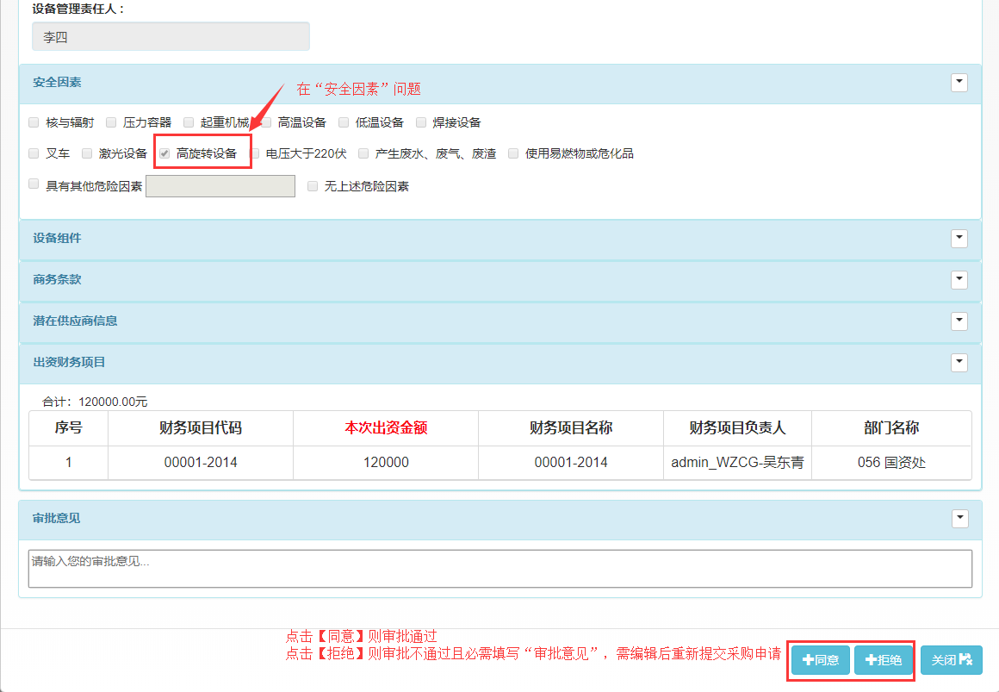 设备管理责任人：
李四
安全因素
在“安全因素”问题
核与辐射 压力容器 起重机械 高温设备 低温设备 焊接设备
叉车 激光设备 高旋转设备 电压大于220伏 产生废水、废气、废渣 使用易燃物或危化品
具有其他危险因素 无上述危险因素
设备组件
商务条款
潜在供应商信息
出资财务项目
合计：120000.00元
序号 财务项目代码 本次出资金额 财务项目名称 财务项目负责人 部门名称
1 00001-2014 120000 00001-2014 admin_WZCG-吴东青 056 国资处
审批意见
请输入您的审批意见...
点击【同意】则审批通过
点击【拒绝】则审批不通过且必需填写“审批意见”，需编辑后重新提交采购申请
同意 拒绝 关闭